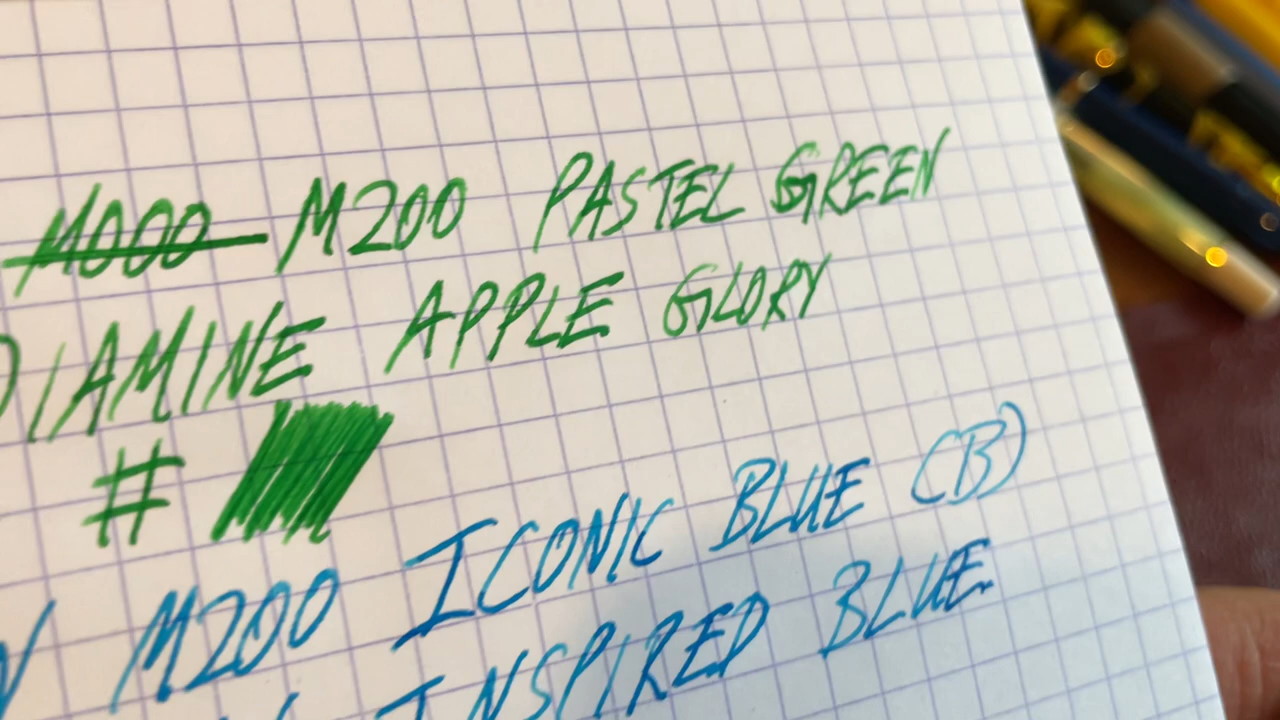 M000 M200 PASTEL GREEN
DIAMINE APPLE GLORY
#
M200 ICONIC BLUE (B)
INSPIRED BLUE